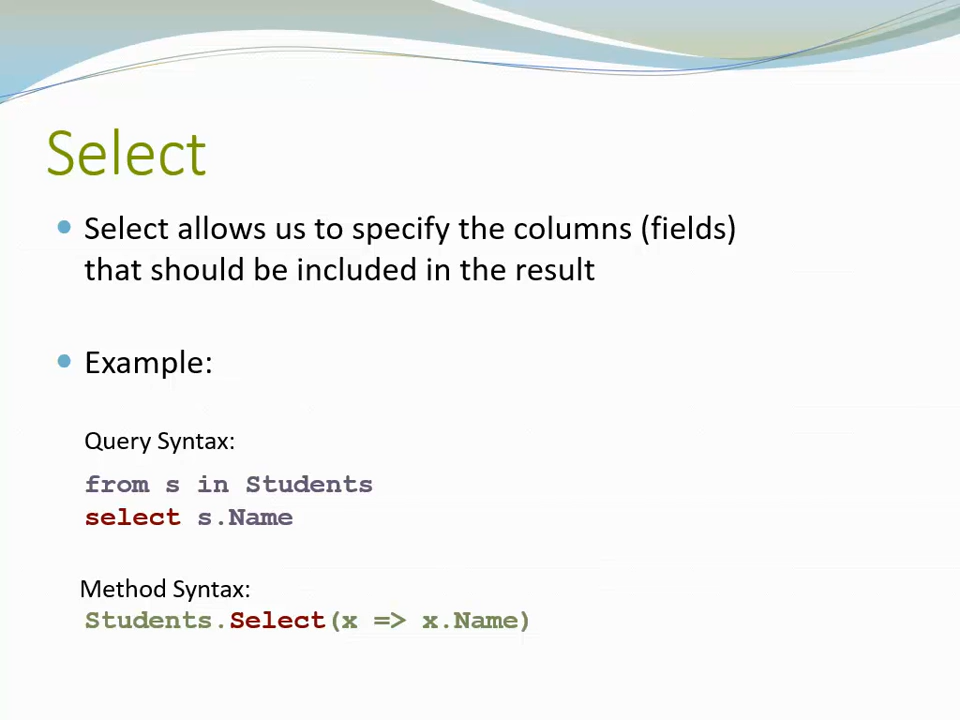 Select
Select allows us to specify the columns (fields)
that should be included in the result
Example:
Query Syntax:
from s in Students
select s.Name
Method Syntax:
Students.Select(x => x.Name)